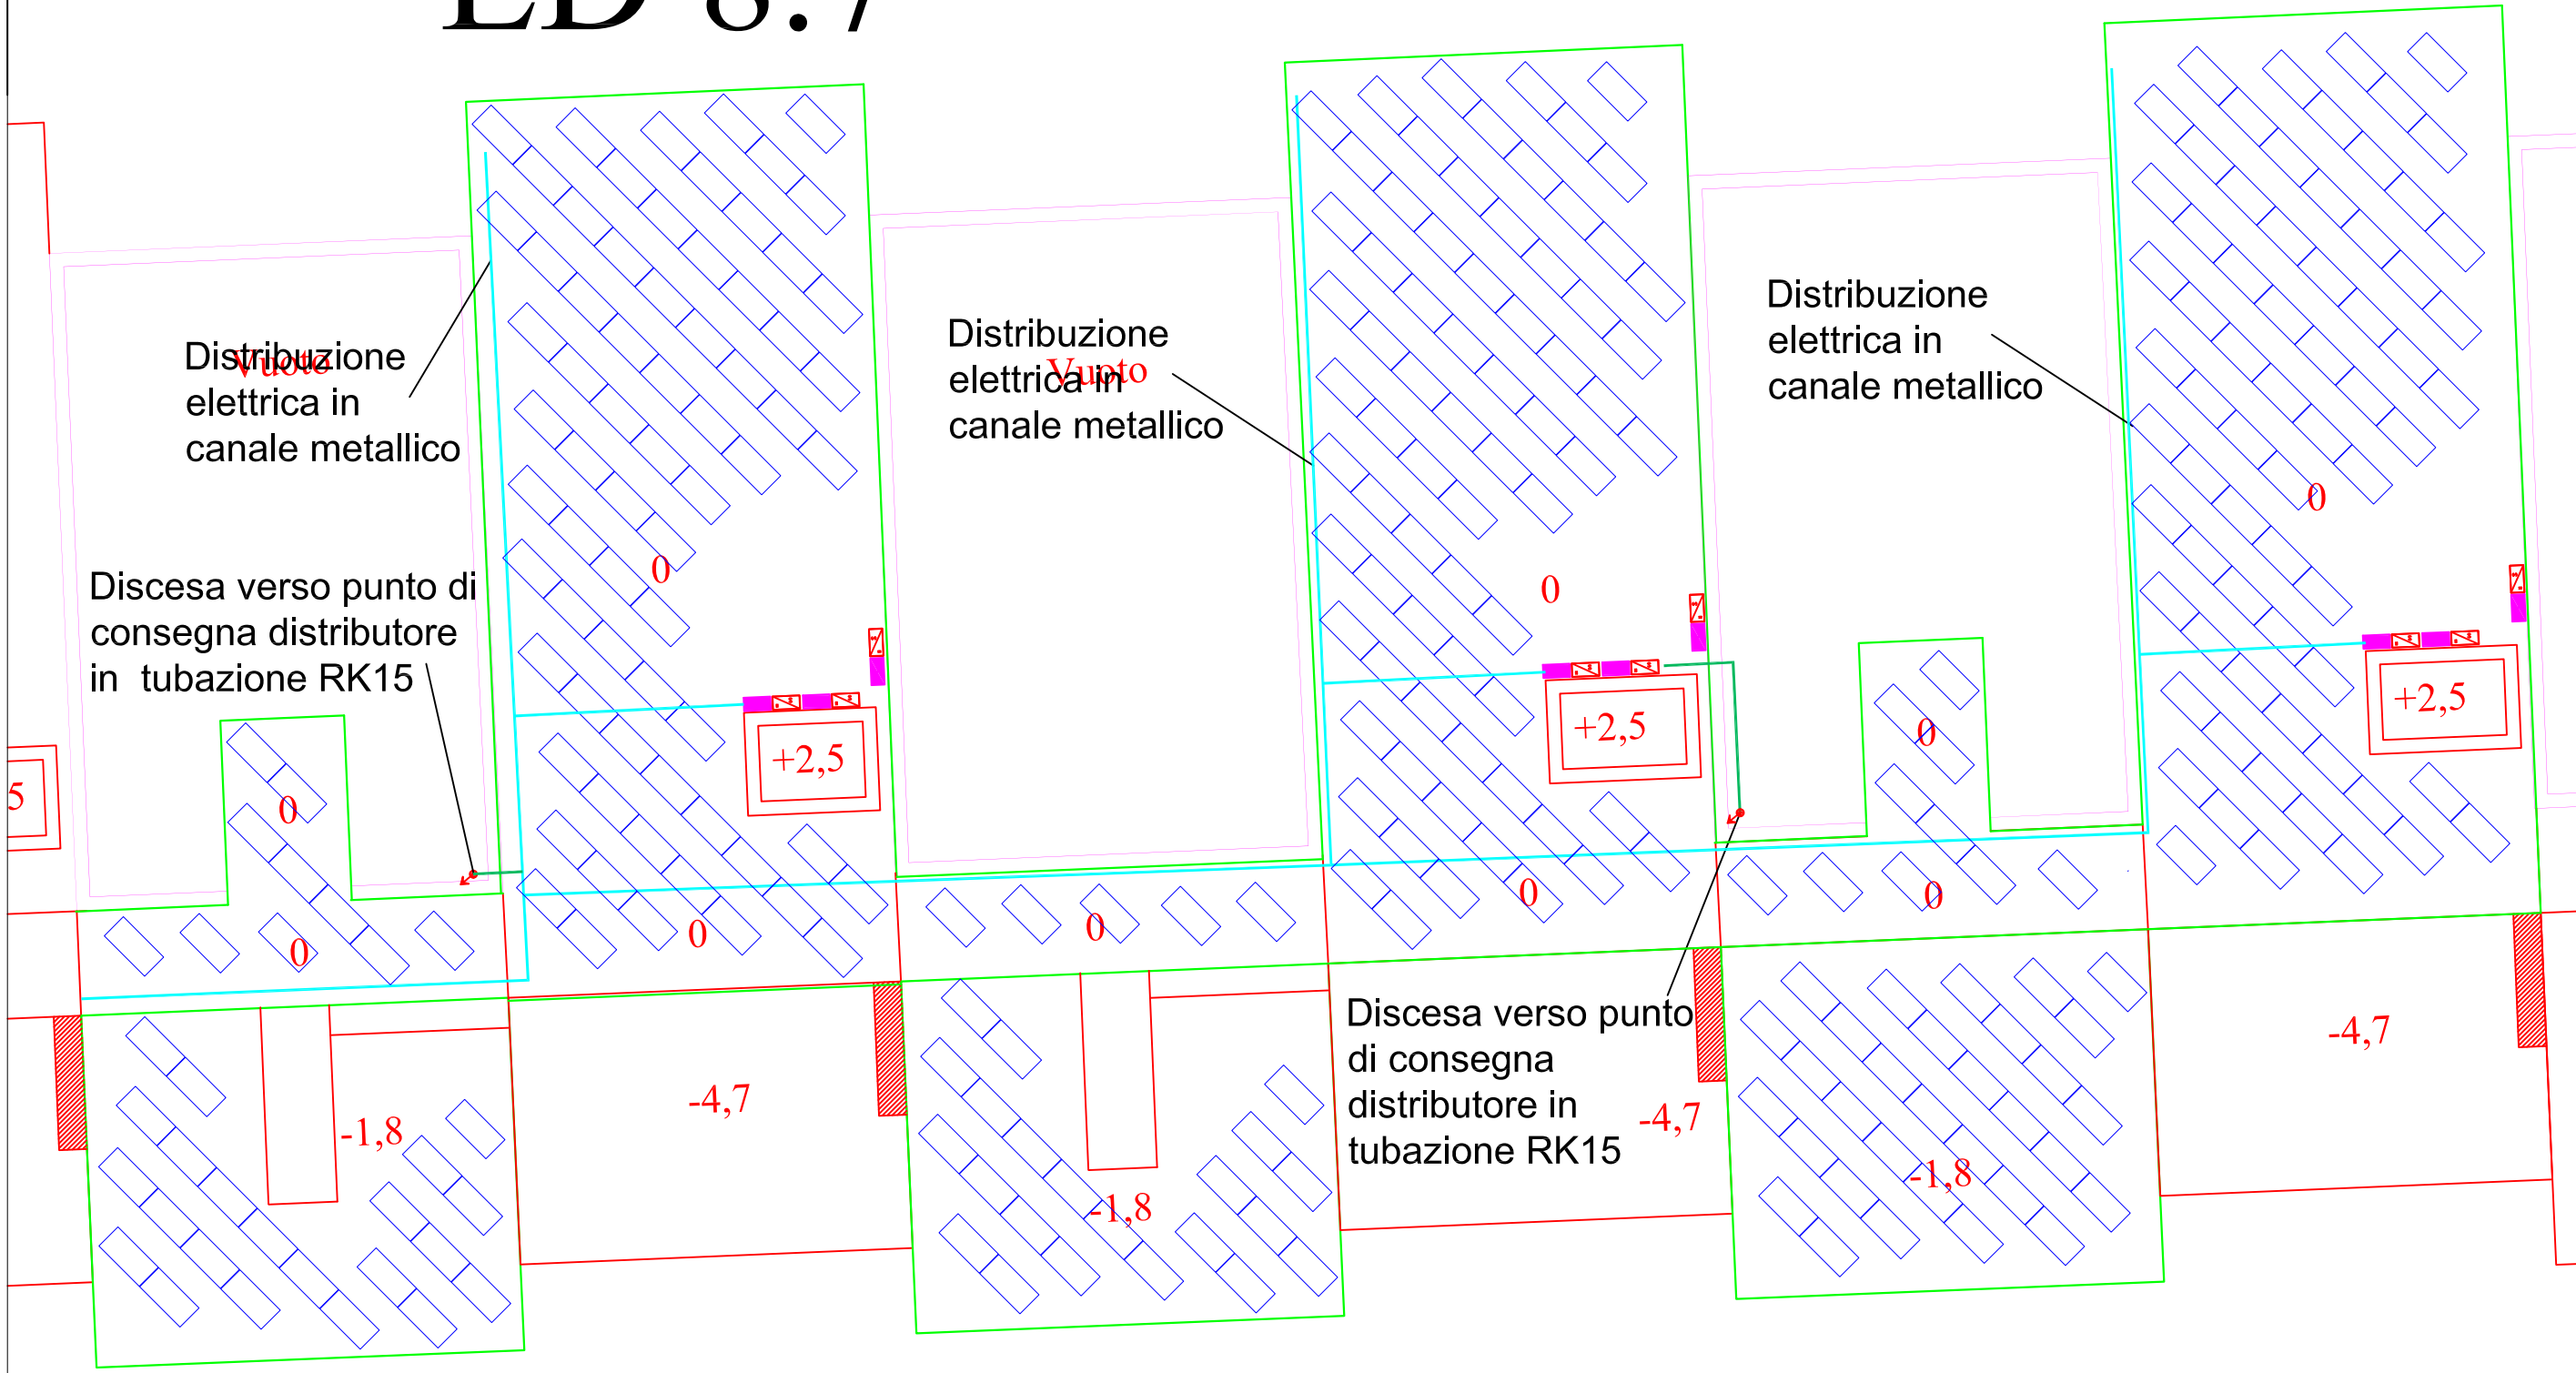 ED 8.7
Distribuzione
elettrica in
canale metallico
Vuoto
Distribuzione
elettrica in
canale metallico
Vuoto
Distribuzione
elettrica in
canale metallico
Discesa verso punto di
consegna distributore
in tubazione RK15
0
0
0
+2,5
+2,5
+2,5
5
0
0
0
0
0
0
0
Discesa verso punto
di consegna
distributore in
tubazione RK15
-1,8
-4,7
-1,8
-4,7
-1,8
-4,7